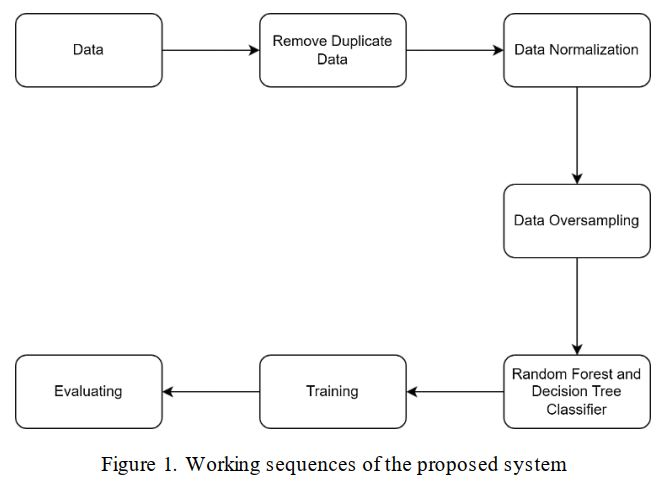 Data
Remove Duplicate
Data
Data Normalization
Data Oversampling
Random Forest and
Decision Tree
Classifier
Training
Evaluating
Figure 1. Working sequences of the proposed system